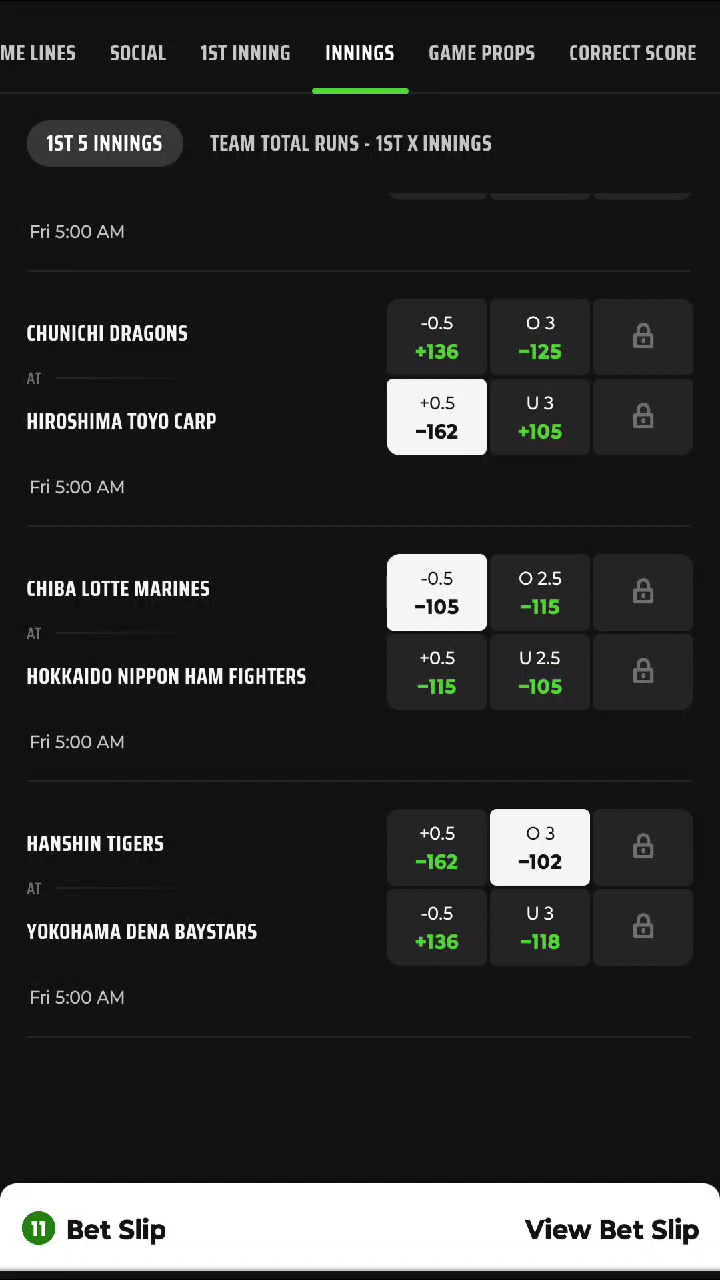 ME LINES SOCIAL 1ST INNING INNINGS GAME PROPS CORRECT SCORE
1ST 5 INNINGS TEAM TOTAL RUNS - 1ST X INNINGS
Fri 5:00 AM
CHUNICHI DRAGONS
-0.5 O 3
+136 −125
AT
HIROSHIMA TOYO CARP
+0.5 U 3
−162 +105
Fri 5:00 AM
CHIBA LOTTE MARINES
-0.5 O 2.5
−105 −115
AT
HOKKAIDO NIPPON HAM FIGHTERS
+0.5 U 2.5
−115 −105
Fri 5:00 AM
HANSHIN TIGERS
+0.5 O 3
−162 −102
AT
YOKOHAMA DENA BAYSTARS
-0.5 U 3
+136 −118
Fri 5:00 AM
11 Bet Slip View Bet Slip